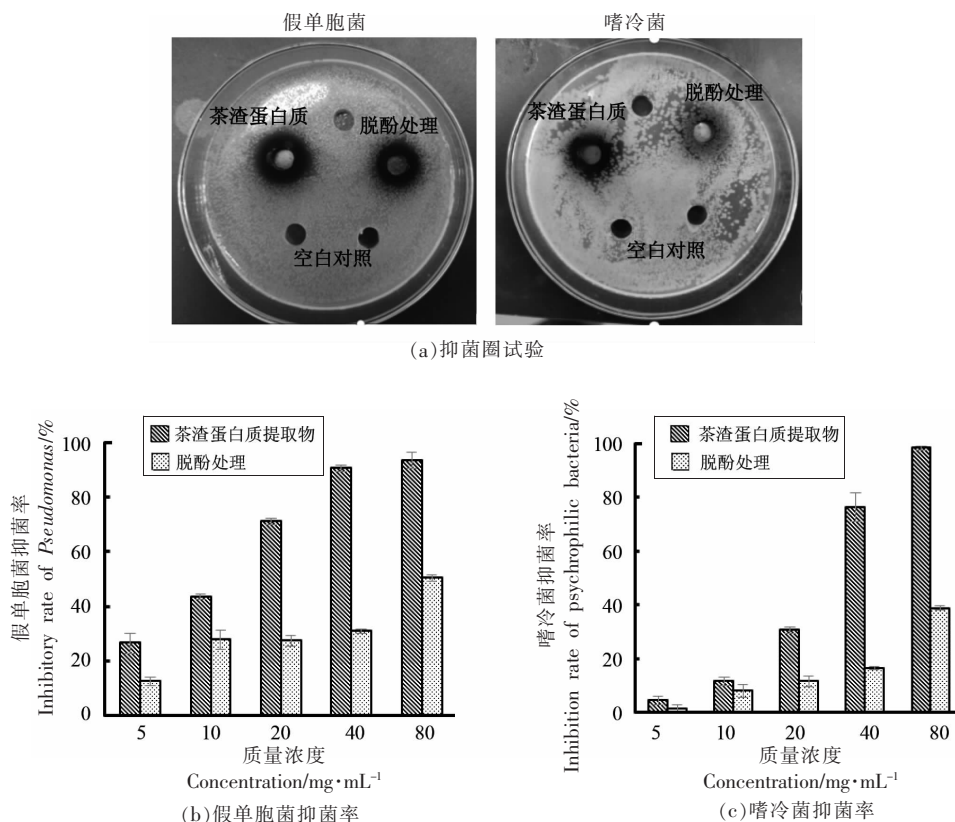 假单胞菌
嗜冷菌
茶渣蛋白质
脱酚处理
空白对照
茶渣蛋白质
脱酚处理
空白对照
(a)抑菌圈试验
假单胞菌抑菌率
Inhibitory rate of Pseudomonas/%
100
80
60
40
20
0
茶渣蛋白质提取物
脱酚处理
5 10 20 40 80
质量浓度
Concentration/mg·mL⁻¹
(b)假单胞菌抑菌率
嗜冷菌抑菌率
Inhibition rate of psychrophilic bacteria/%
100
80
60
40
20
0
茶渣蛋白质提取物
脱酚处理
5 10 20 40 80
质量浓度
Concentration/mg·mL⁻¹
(c)嗜冷菌抑菌率